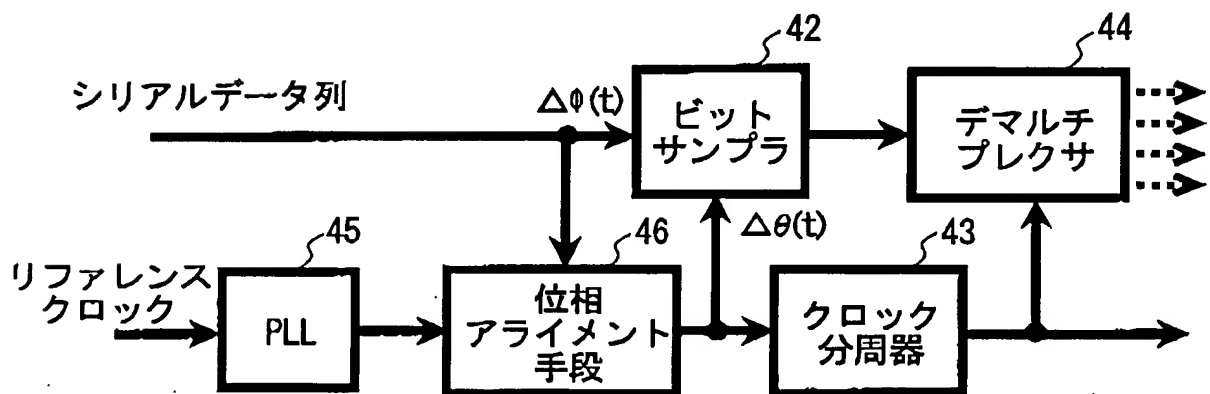 42
44
シリアルデータ列
ΔΦ(t)
ビット
サンプラ
デマルチ
プレクサ
45
46
Δθ(t)
43
リファレンス
クロック
PLL
位相
アライメント
手段
クロック
分周器